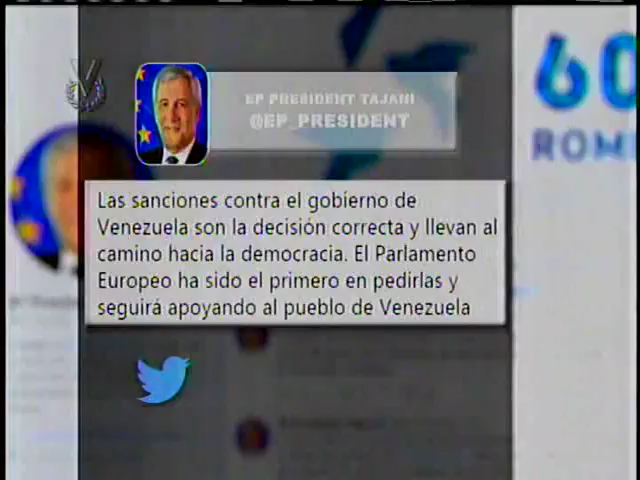 EP PRESIDENT TAJANI
@EP_PRESIDENT
60
ROM
Las sanciones contra el gobierno de
Venezuela son la decisión correcta y llevan al
camino hacia la democracia. El Parlamento
Europeo ha sido el primero en pedirlas y
seguirá apoyando al pueblo de Venezuela